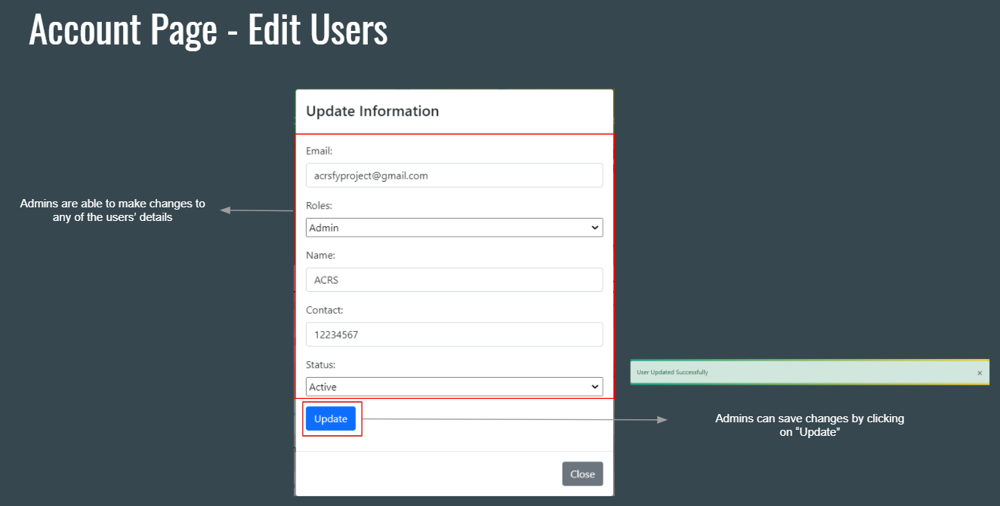 Account Page - Edit Users
Update Information
Email:
acrsfyproject@gmail.com
Roles:
Admin
Name:
ACRS
Contact:
12234567
Status:
Active
Update
Close
Admins are able to make changes to
any of the users’ details
User Updated Successfully
×
Admins can save changes by clicking
on “Update”